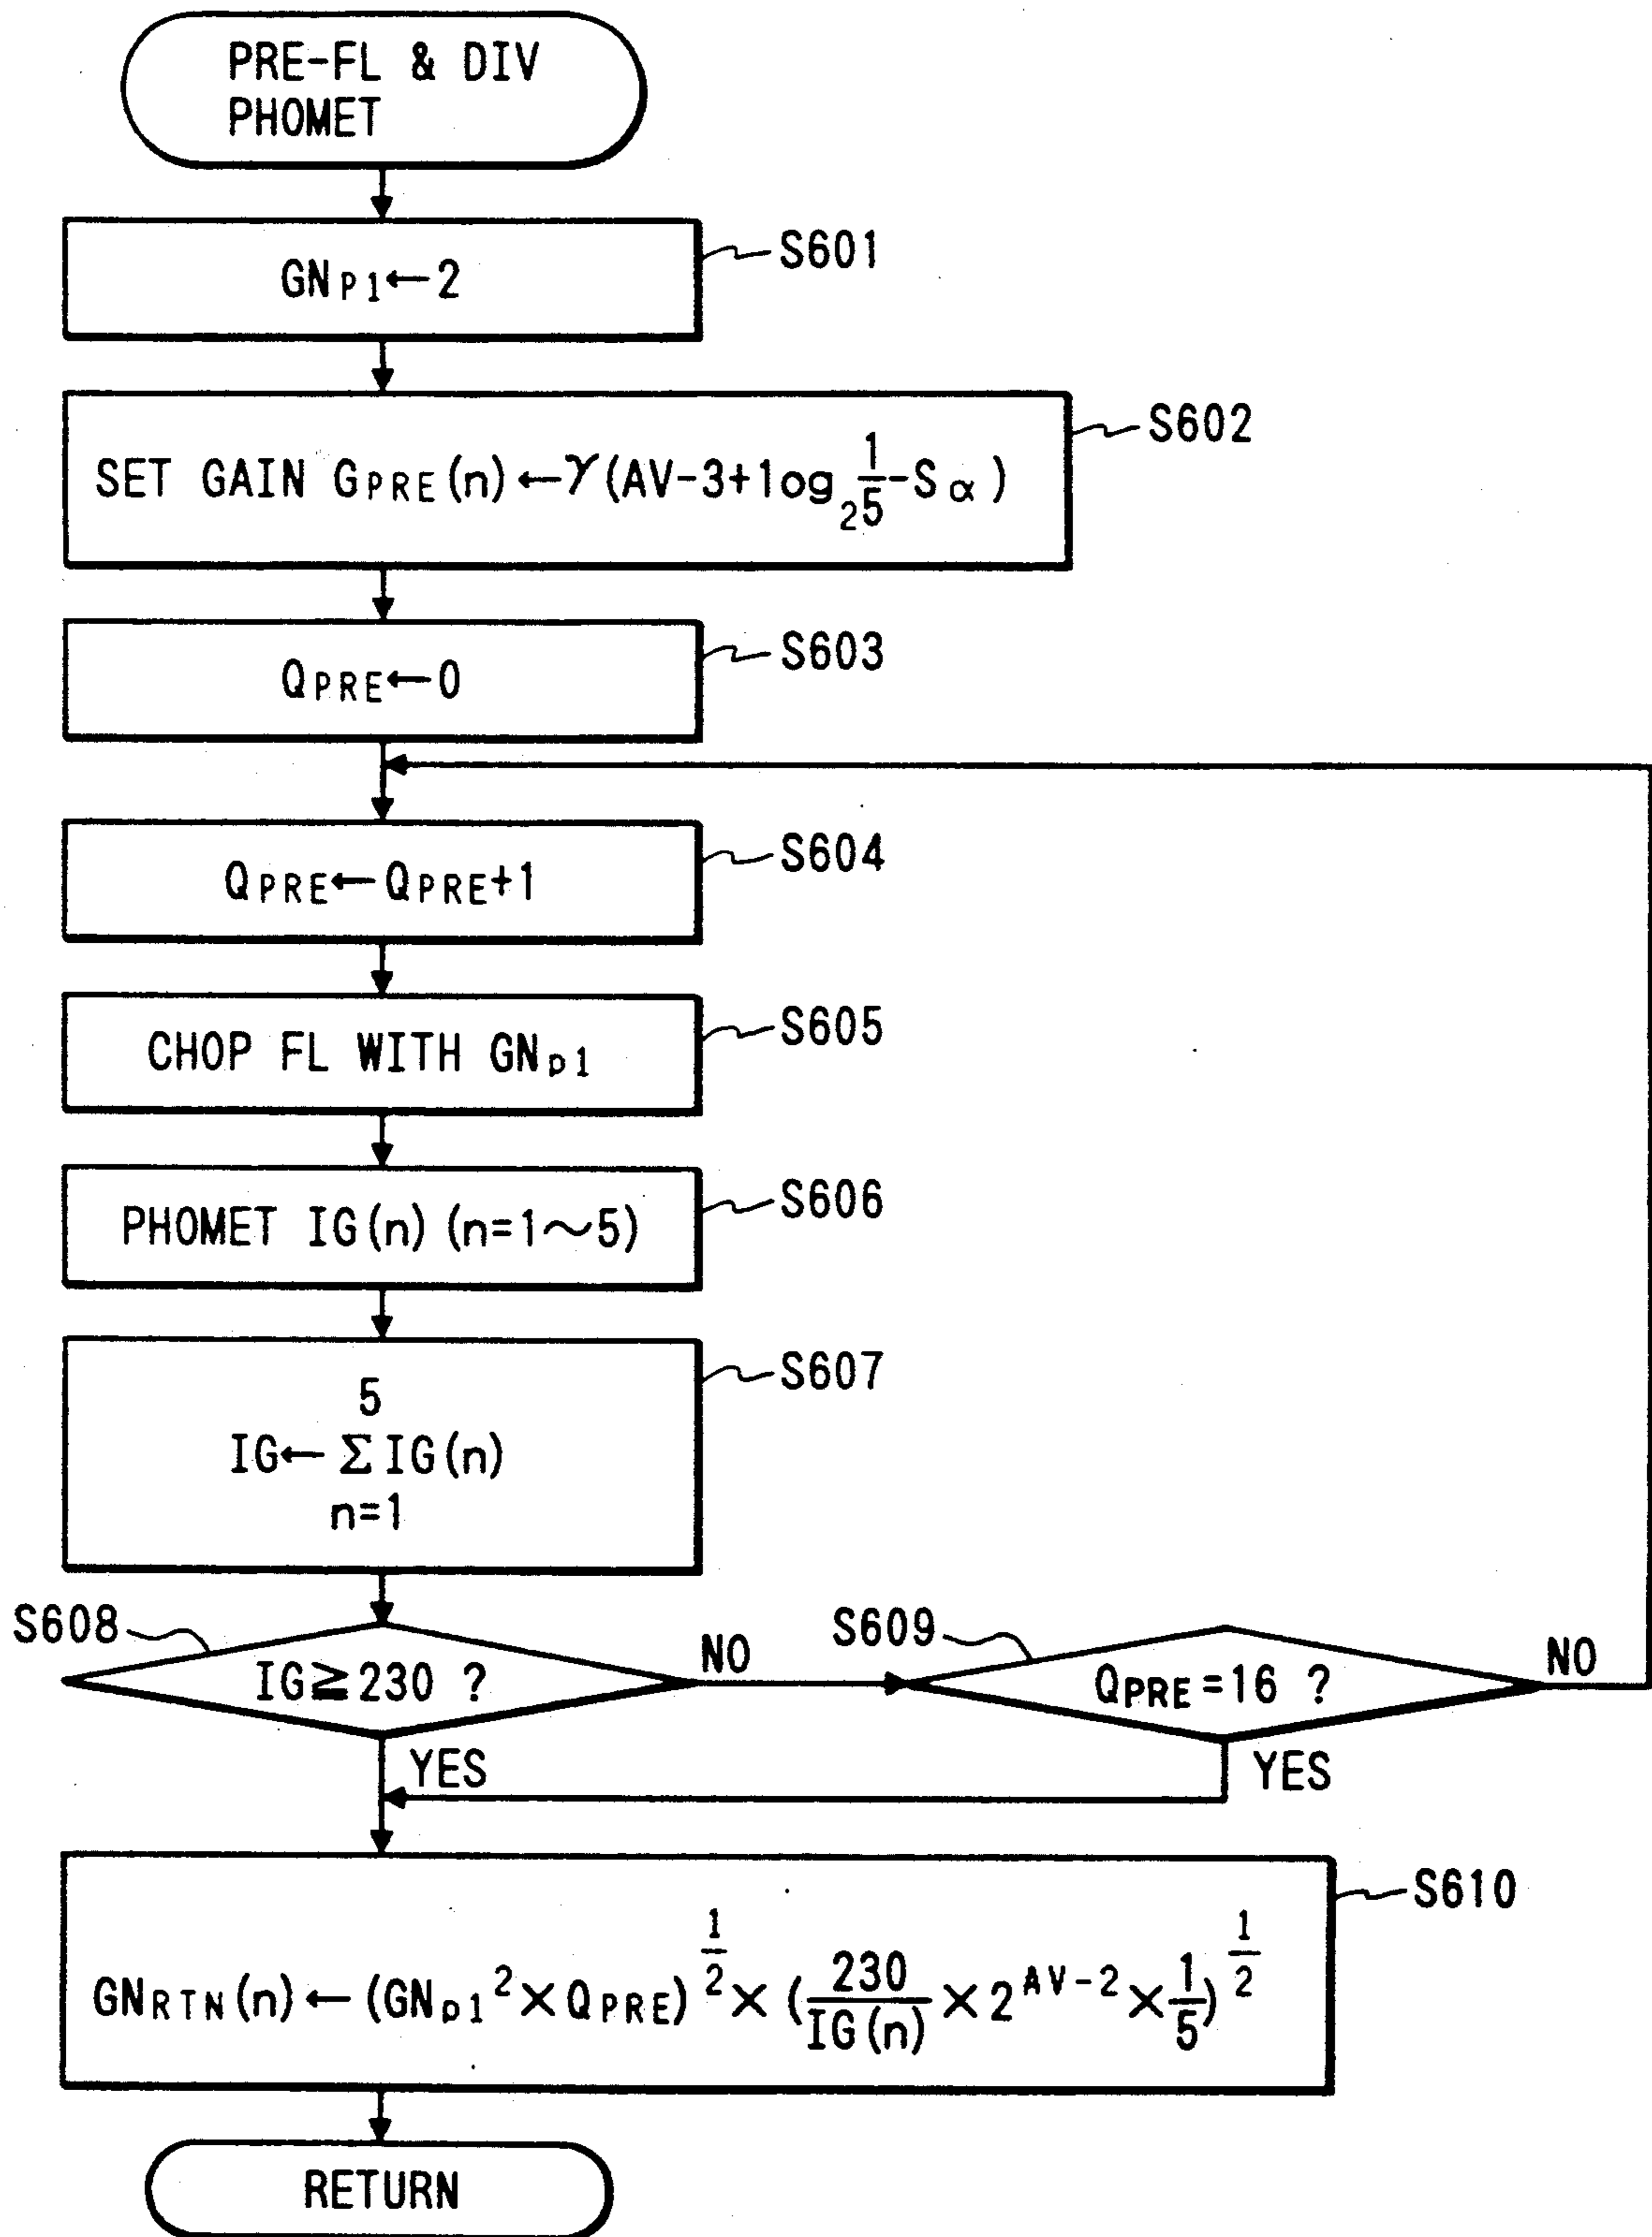 PRE-FL & DIV
PHOMET
GNp1←2
S601
SET GAIN GPRE(n)←γ(AV-3+log₂1/5-Sα)
S602
QPRE←0
S603
QPRE←QPRE+1
S604
CHOP FL WITH GNp1
S605
PHOMET IG(n) (n=1～5)
S606
5
IG←Σ IG(n)
n=1
S607
S608
IG≧230 ?
NO
YES
S609
QPRE=16 ?
NO
YES
GNRTN(n)←(GNp1²×QPRE)^1/2×(230/IG(n)×2^AV-2×1/5)^1/2
S610
RETURN